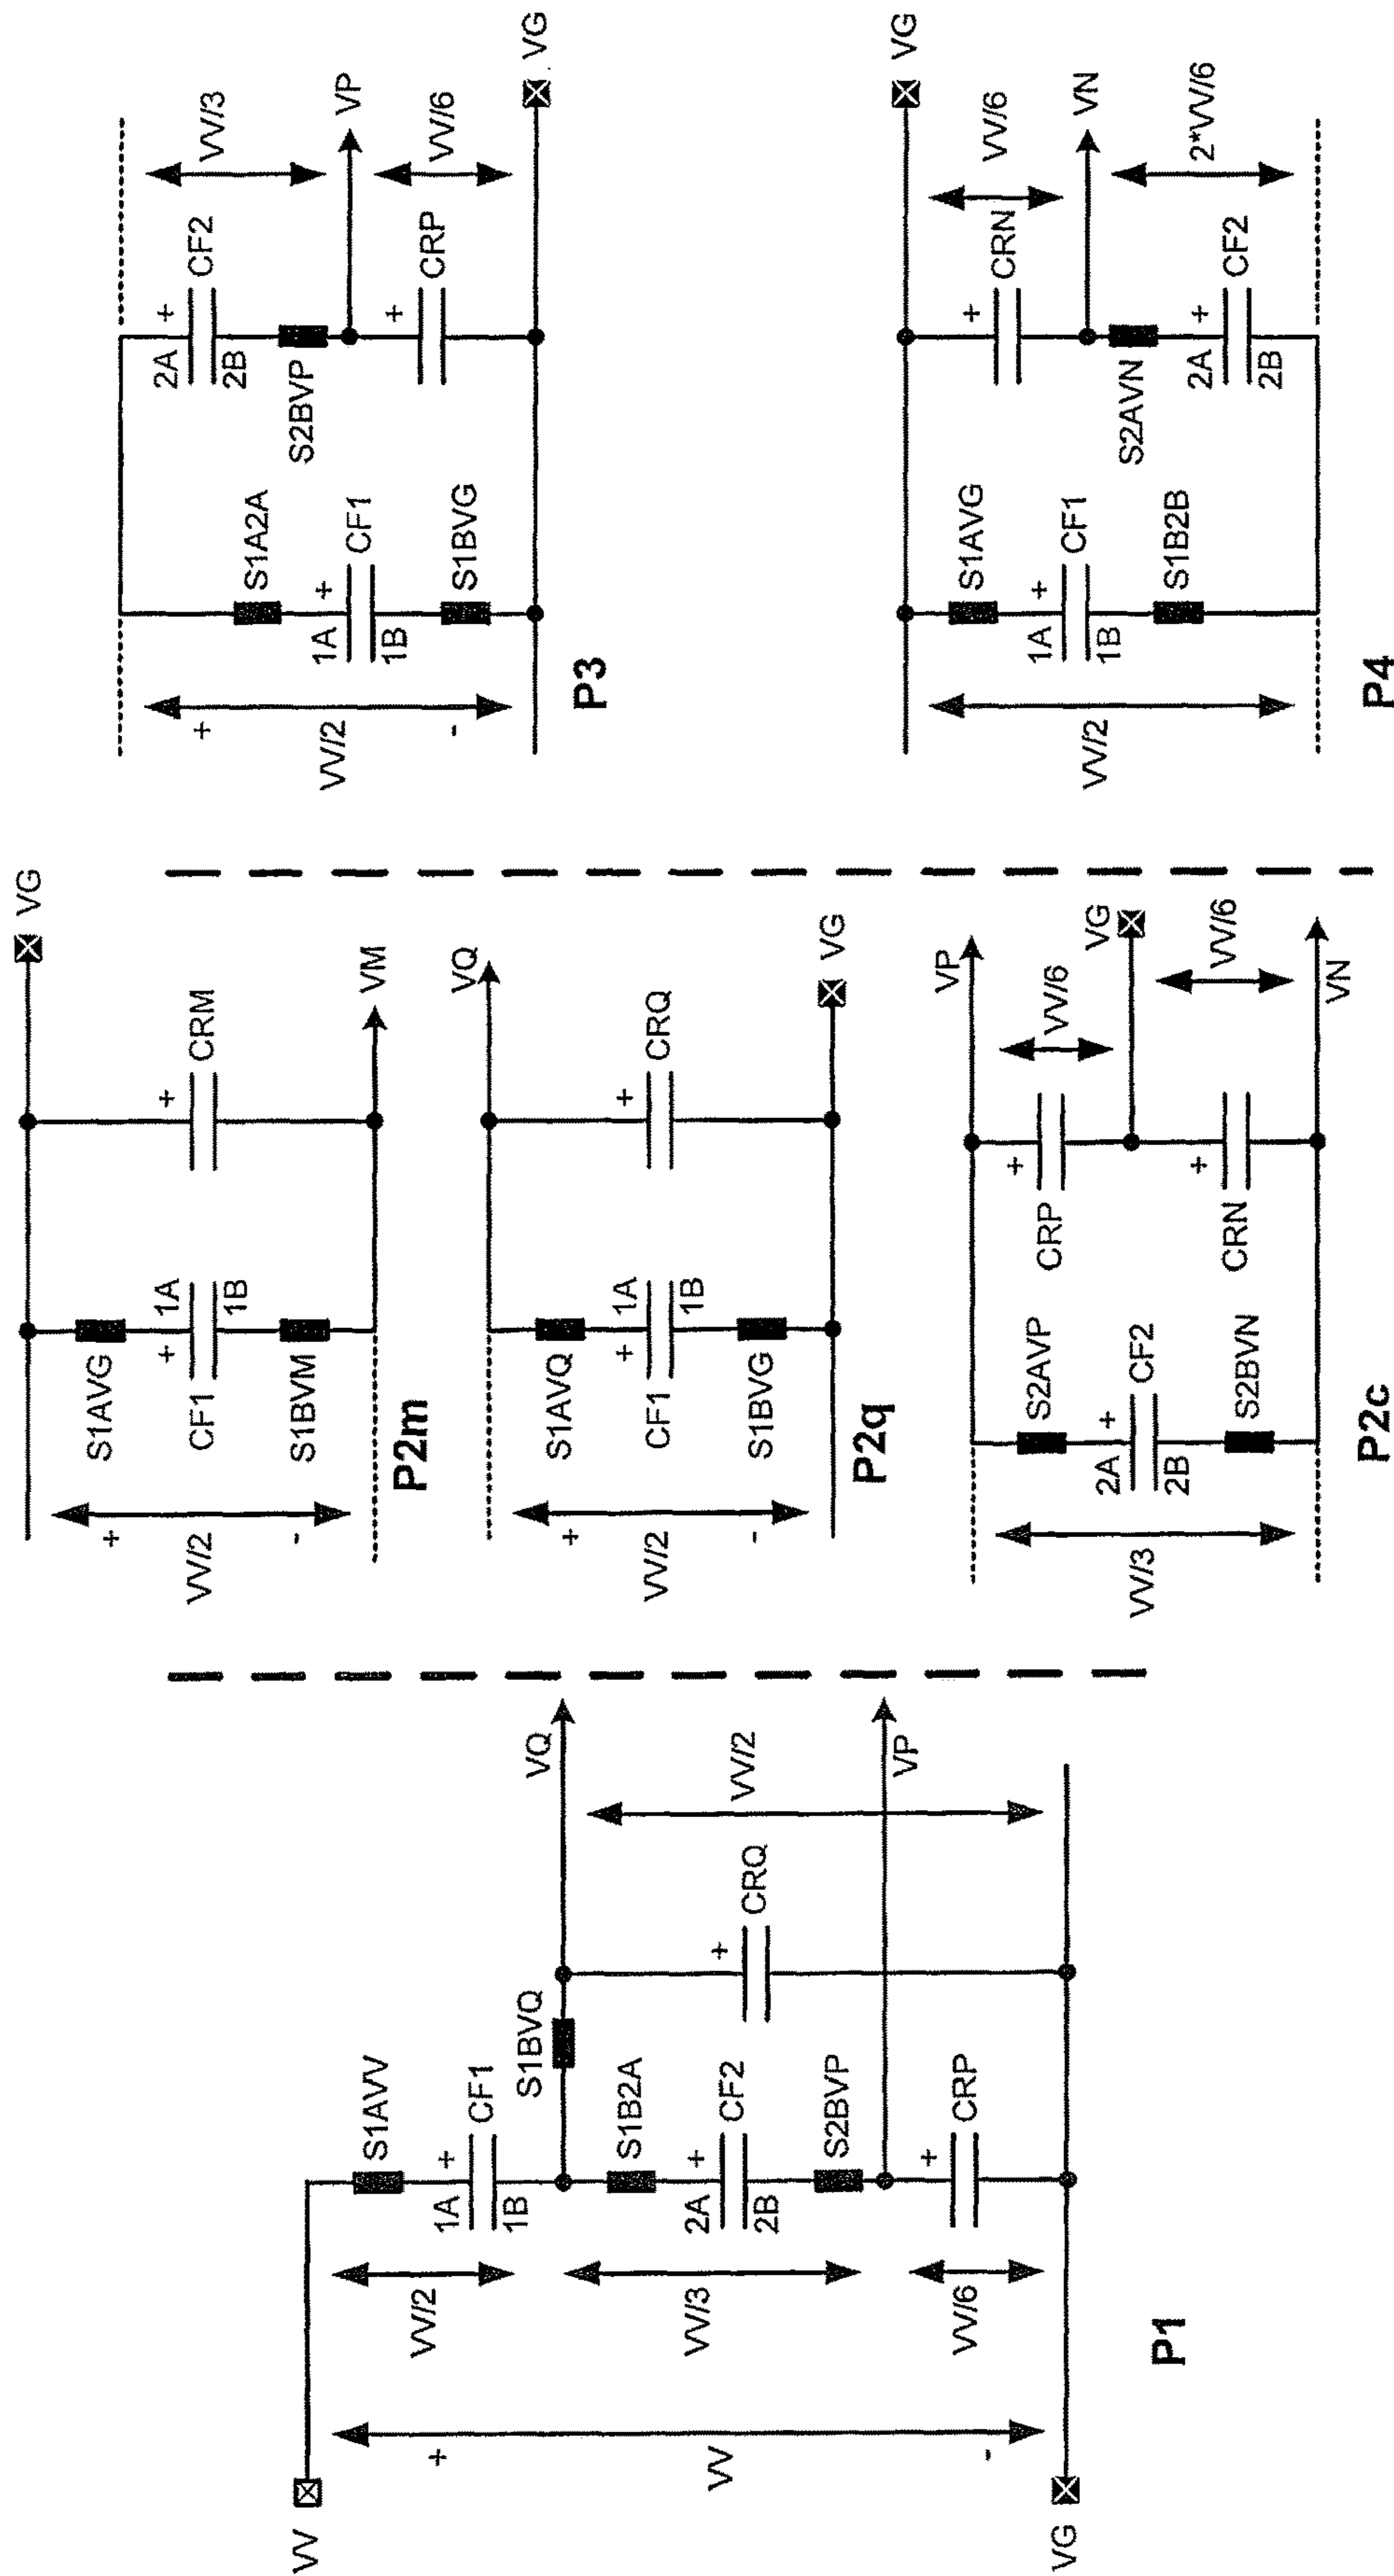 VV
VG
+
VV
-
VV/2
VV/3
VV/6
S1AVV
1A
+
CF1
1B
S1BVQ
S1B2A
2A
+
CF2
2B
S2BVP
+
CRP
+
CRQ
VQ
VV/2
VP
P1
VG
+
VV/2
-
S1AVG
+
1A
CF1
1B
S1BVM
+
CRM
VM
P2m
VQ
+
VV/2
-
S1AVQ
+
1A
CF1
1B
S1BVG
+
CRQ
VG
P2q
VP
VV/3
S2AVP
2A
+
CF2
2B
S2BVN
+
CRP
+
CRN
VV/6
VG
VV/6
VN
P2c
+
VV/2
-
S1A2A
1A
+
CF1
1B
S1BVG
2A
+
CF2
2B
S2BVP
+
CRP
VV/3
VP
VV/6
VG
P3
VG
VV/2
S1AVG
1A
+
CF1
1B
S1B2B
+
CRN
S2AVN
2A
+
CF2
2B
VV/6
VN
2*VV/6
P4